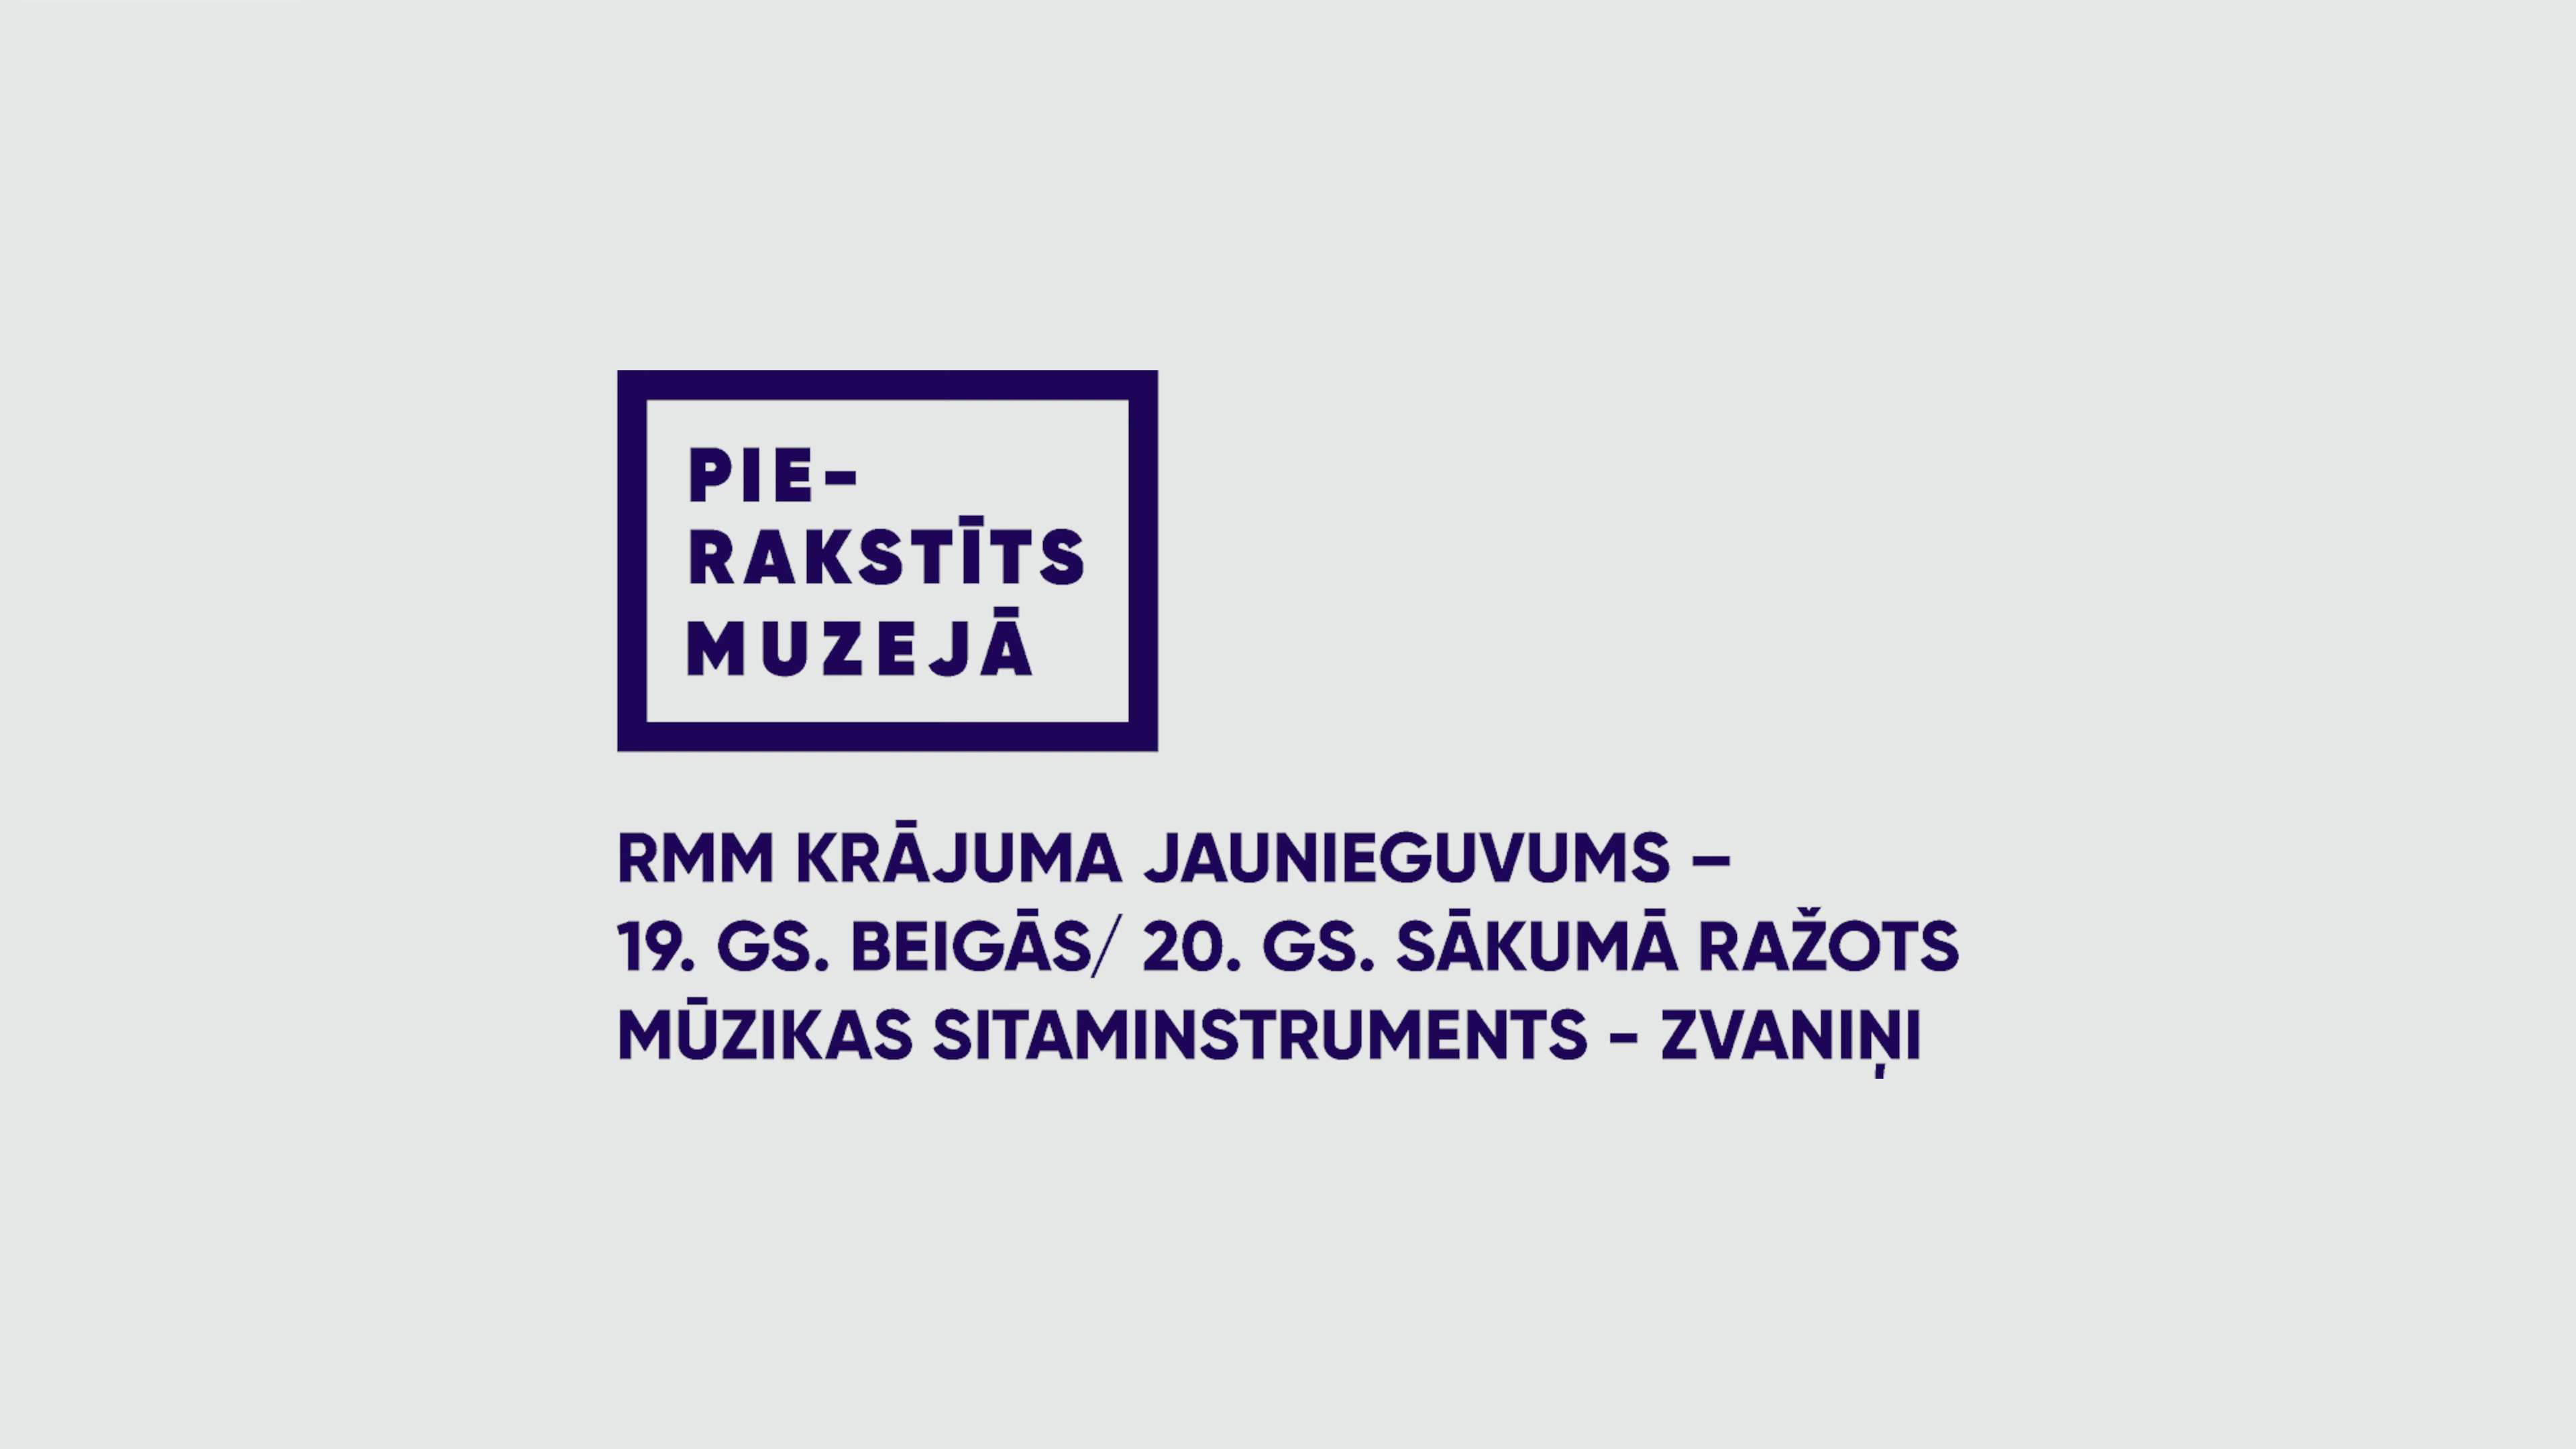 PIE-
RAKSTĪTS
MUZEJĀ
RMM KRĀJUMA JAUNIEGUVUMS –
19. GS. BEIGĀS/ 20. GS. SĀKUMĀ RAŽOTS
MŪZIKAS SITAMINSTRUMENTS - ZVANIŅI